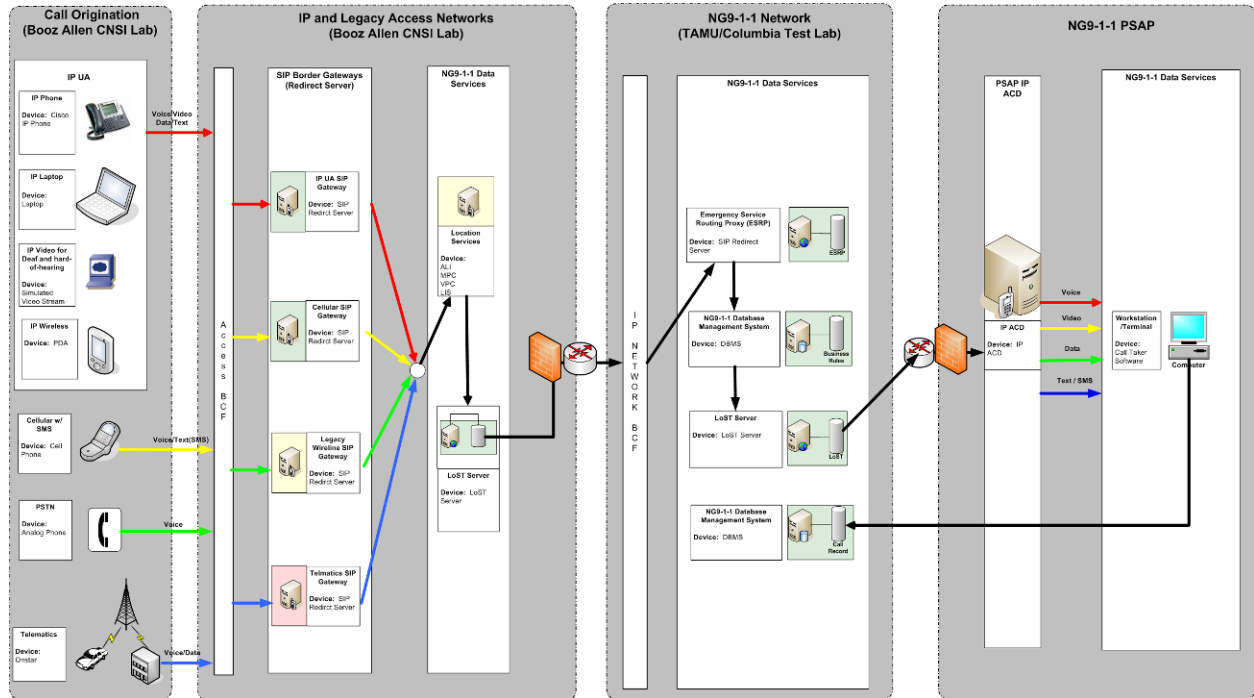 Call Origination
(Booz Allen CNSI Lab)
IP UA
IP Phone
Device: Cisco
IP Phone
IP Laptop
Device:
Laptop
IP Video for
Deaf and hard-
of-hearing
Device:
Simulated
Video Stream
IP Wireless
Device: PDA
Cellular w/
SMS
Device: Cell
Phone
PSTN
Device:
Analog Phone
Telematics
Device:
Onstar
Voice/Video
Data/Text
Voice/Text(SMS)
Voice
Voice/Data
IP and Legacy Access Networks
(Booz Allen CNSI Lab)
Access BCF
SIP Border Gateways
(Redirect Server)
IP UA SIP
Gateway
Device: SIP
Redirct Server
Cellular SIP
Gateway
Device: SIP
Redirct Server
Legacy
Wireline SIP
Gateway
Device: SIP
Redirct Server
Telmatics SIP
Gateway
Device: SIP
Redirct Server
NG9-1-1 Data
Services
Location
Services
Device:
ALI
MPC
VPC
LIS
LoST Server
Device: LoST
Server
NG9-1-1 Network
(TAMU/Columbia Test Lab)
IP NETWORK BCF
NG9-1-1 Data Services
Emergency Service
Routing Proxy (ESRP)
Device: SIP Redirect
Server
ESRP
NG9-1-1 Database
Management System
Device: DBMS
Business
Rules
LoST Server
Device: LoST Server
LoST
NG9-1-1 Database
Management System
Device: DBMS
Call
Record
NG9-1-1 PSAP
PSAP IP
ACD
IP ACD
Device: IP
ACD
Voice
Video
Data
Text / SMS
NG9-1-1 Data Services
Workstation
/Terminal
Device:
Call Taker
Software
Computer